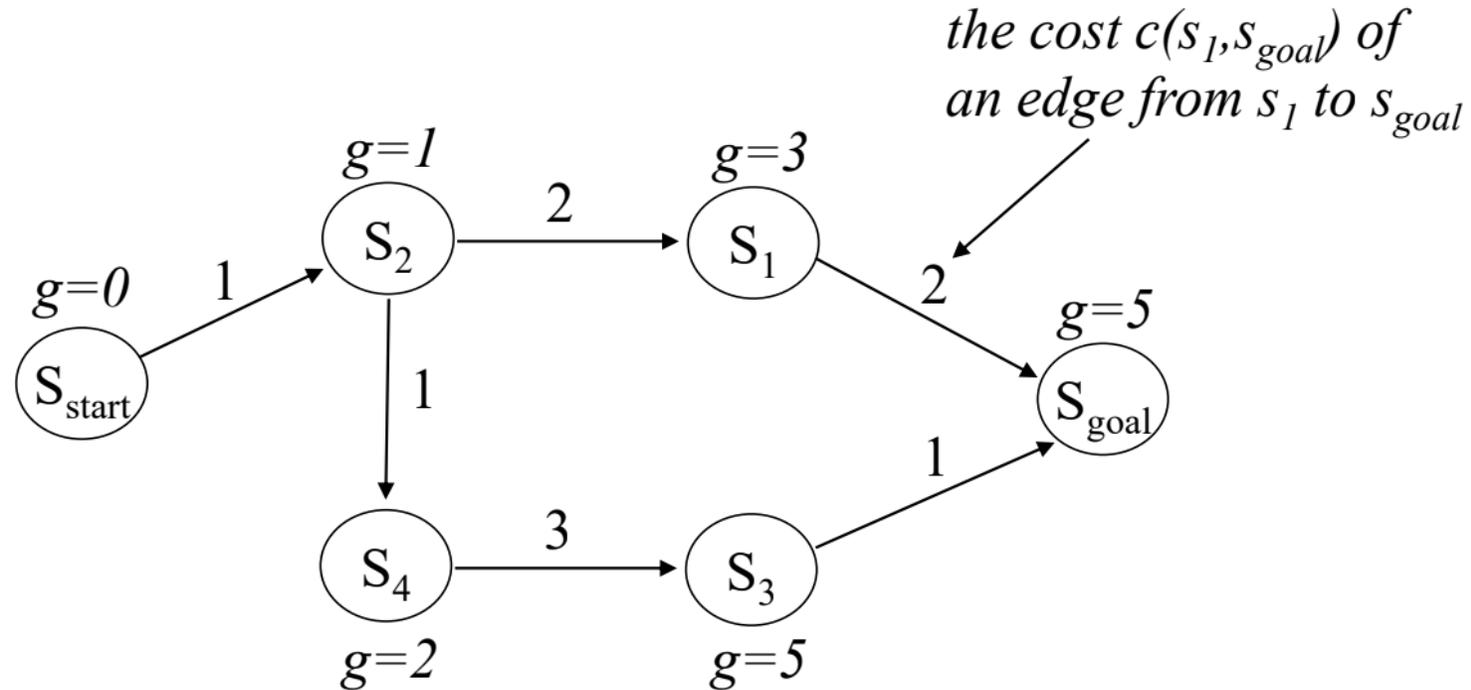 the cost c(s1,sgoal) of
an edge from s1 to sgoal
g=1
g=3
2
S2
S1
g=0
1
2
g=5
Sstart
1
Sgoal
1
3
S4
S3
g=2
g=5